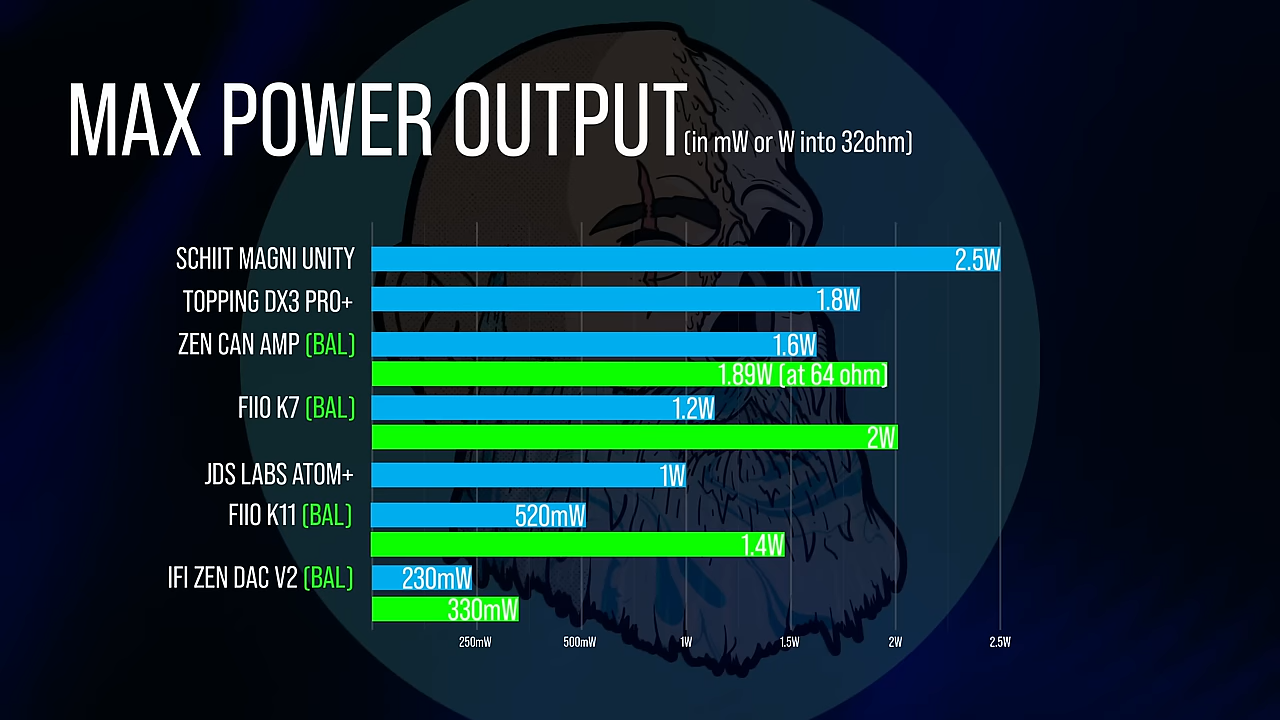 MAX POWER OUTPUT (in mW or W into 32ohm)
SCHIIT MAGNI UNITY 2.5W
TOPPING DX3 PRO+ 1.8W
ZEN CAN AMP (BAL) 1.6W
1.89W (at 64 ohm)
FIIO K7 (BAL) 1.2W
2W
JDS LABS ATOM+ 1W
FIIO K11 (BAL) 520mW
1.4W
IFI ZEN DAC V2 (BAL) 230mW
330mW
250mW 500mW 1W 1.5W 2W 2.5W